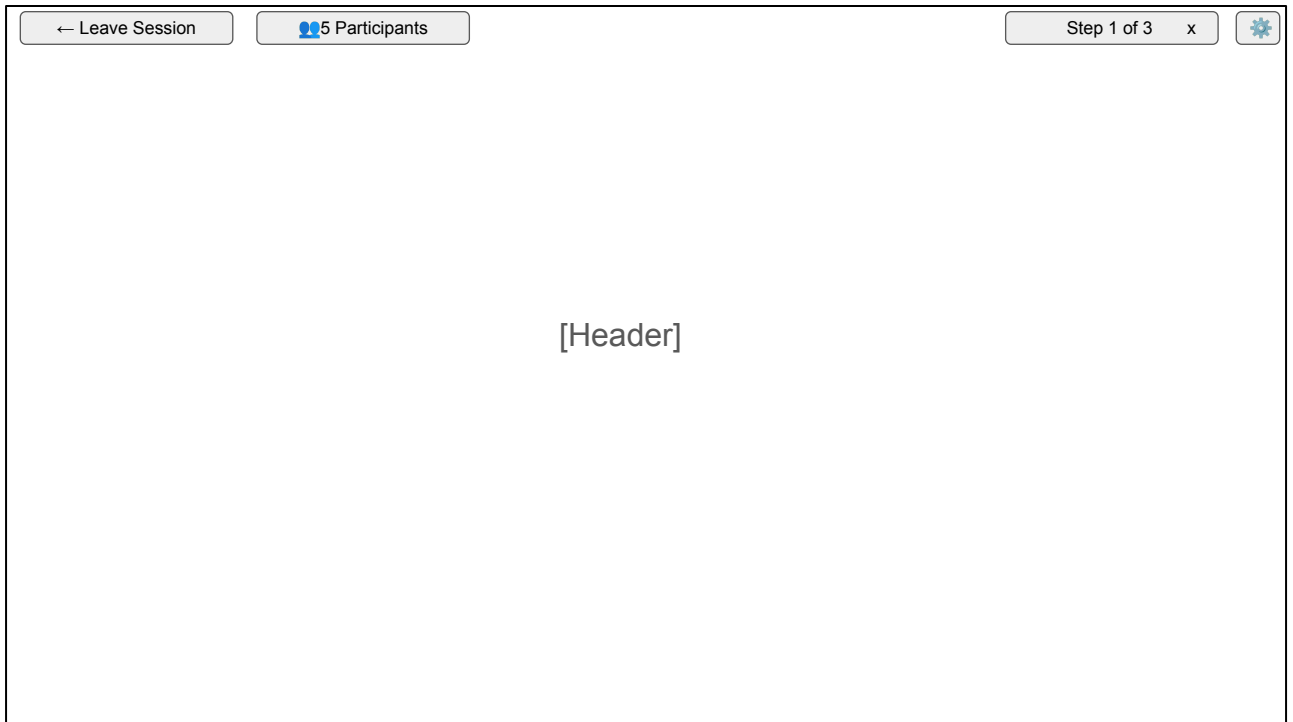 ← Leave Session
👥5 Participants
Step 1 of 3 x
[Header]